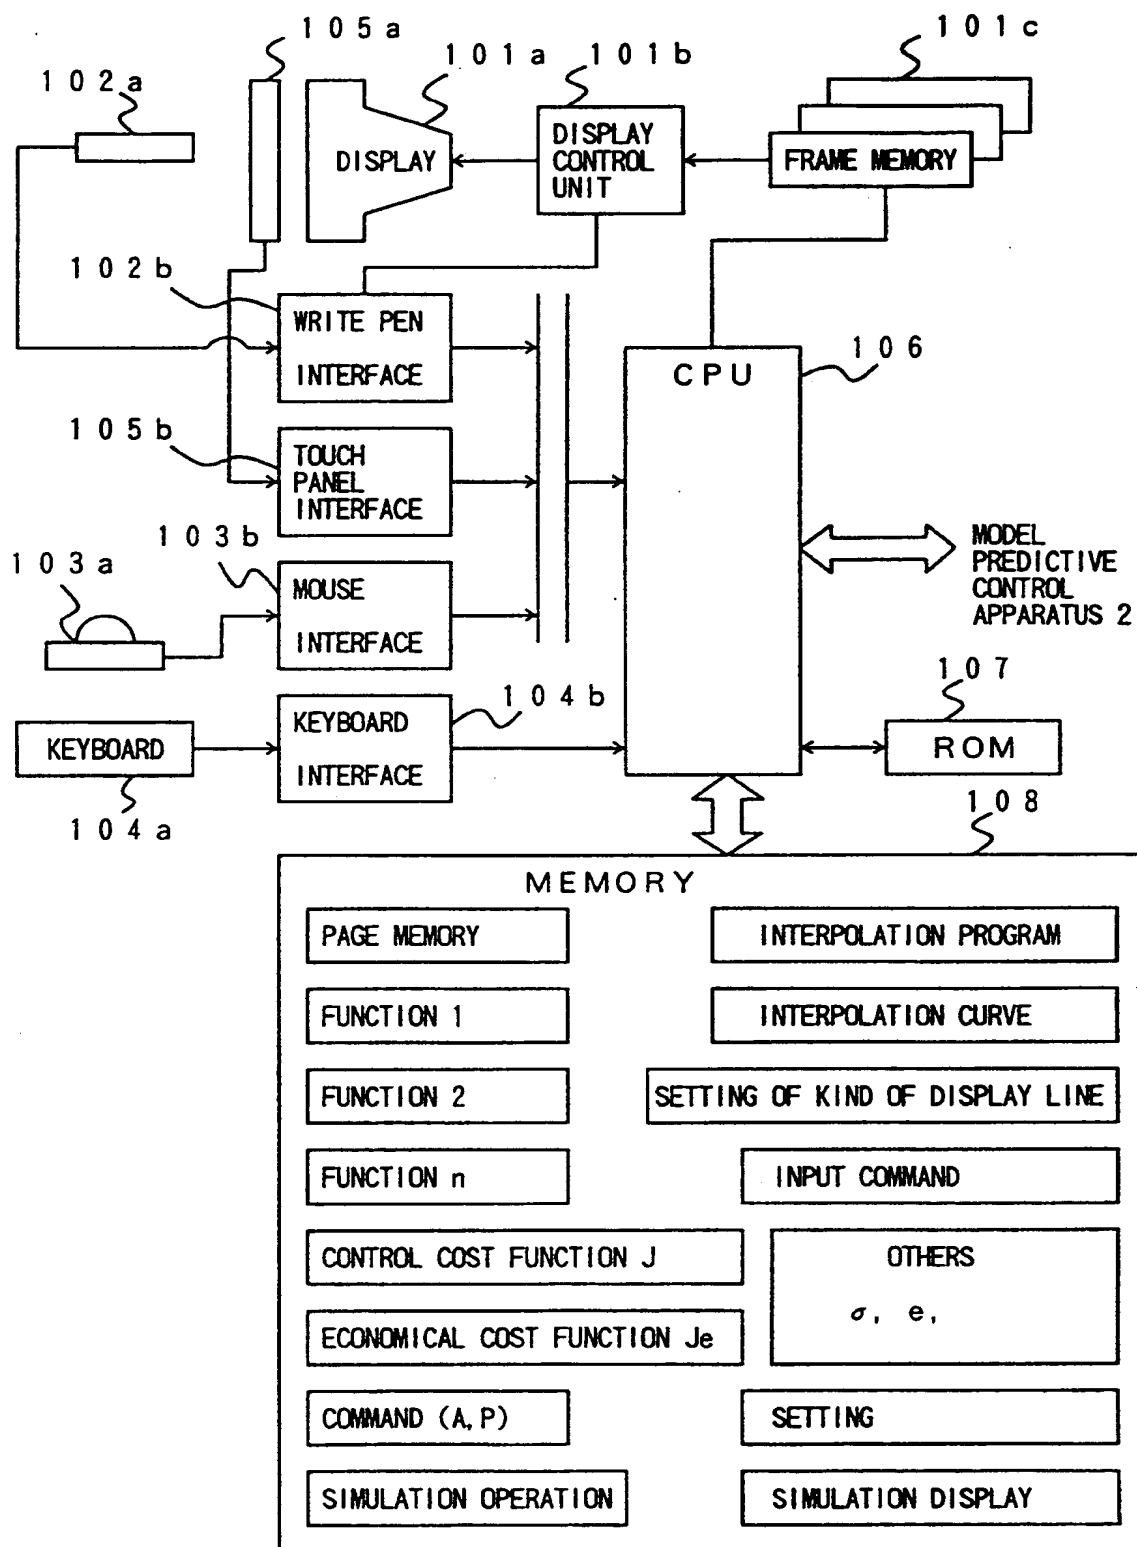 105a
101a
101b
101c
102a
DISPLAY
DISPLAY
CONTROL
UNIT
FRAME MEMORY
102b
WRITE PEN
INTERFACE
106
CPU
105b
TOUCH
PANEL
INTERFACE
103b
MODEL
PREDICTIVE
CONTROL
APPARATUS 2
103a
MOUSE
INTERFACE
107
104b
KEYBOARD
KEYBOARD
INTERFACE
ROM
104a
108
MEMORY
PAGE MEMORY
INTERPOLATION PROGRAM
FUNCTION 1
INTERPOLATION CURVE
FUNCTION 2
SETTING OF KIND OF DISPLAY LINE
FUNCTION n
INPUT COMMAND
CONTROL COST FUNCTION J
OTHERS
σ, e,
ECONOMICAL COST FUNCTION Je
COMMAND (A, P)
SETTING
SIMULATION OPERATION
SIMULATION DISPLAY